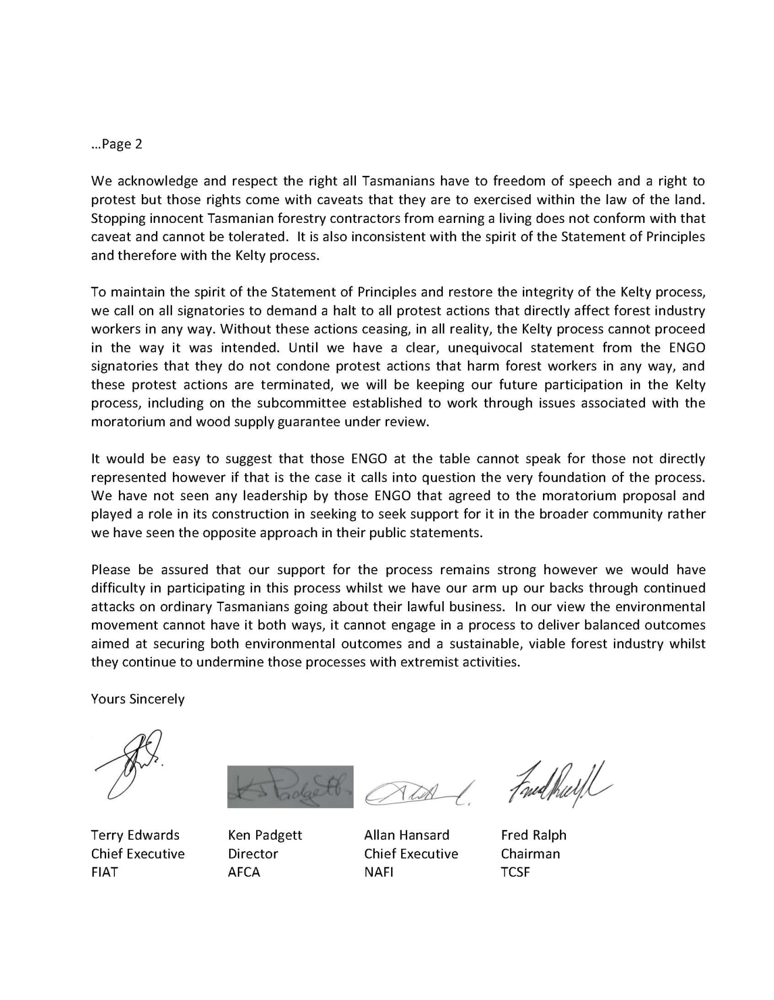 ...Page 2
We acknowledge and respect the right all Tasmanians have to freedom of speech and a right to
protest but those rights come with caveats that they are to exercised within the law of the land.
Stopping innocent Tasmanian forestry contractors from earning a living does not conform with that
caveat and cannot be tolerated.  It is also inconsistent with the spirit of the Statement of Principles
and therefore with the Kelty process.
To maintain the spirit of the Statement of Principles and restore the integrity of the Kelty process,
we call on all signatories to demand a halt to all protest actions that directly affect forest industry
workers in any way. Without these actions ceasing, in all reality, the Kelty process cannot proceed
in the way it was intended. Until we have a clear, unequivocal statement from the ENGO
signatories that they do not condone protest actions that harm forest workers in any way, and
these protest actions are terminated, we will be keeping our future participation in the Kelty
process, including on the subcommittee established to work through issues associated with the
moratorium and wood supply guarantee under review.
It would be easy to suggest that those ENGO at the table cannot speak for those not directly
represented however if that is the case it calls into question the very foundation of the process.
We have not seen any leadership by those ENGO that agreed to the moratorium proposal and
played a role in its construction in seeking to seek support for it in the broader community rather
we have seen the opposite approach in their public statements.
Please be assured that our support for the process remains strong however we would have
difficulty in participating in this process whilst we have our arm up our backs through continued
attacks on ordinary Tasmanians going about their lawful business.  In our view the environmental
movement cannot have it both ways, it cannot engage in a process to deliver balanced outcomes
aimed at securing both environmental outcomes and a sustainable, viable forest industry whilst
they continue to undermine those processes with extremist activities.
Yours Sincerely
K J Padgett
Terry Edwards Ken Padgett Allan Hansard Fred Ralph
Chief Executive Director Chief Executive Chairman
FIAT AFCA NAFI TCSF